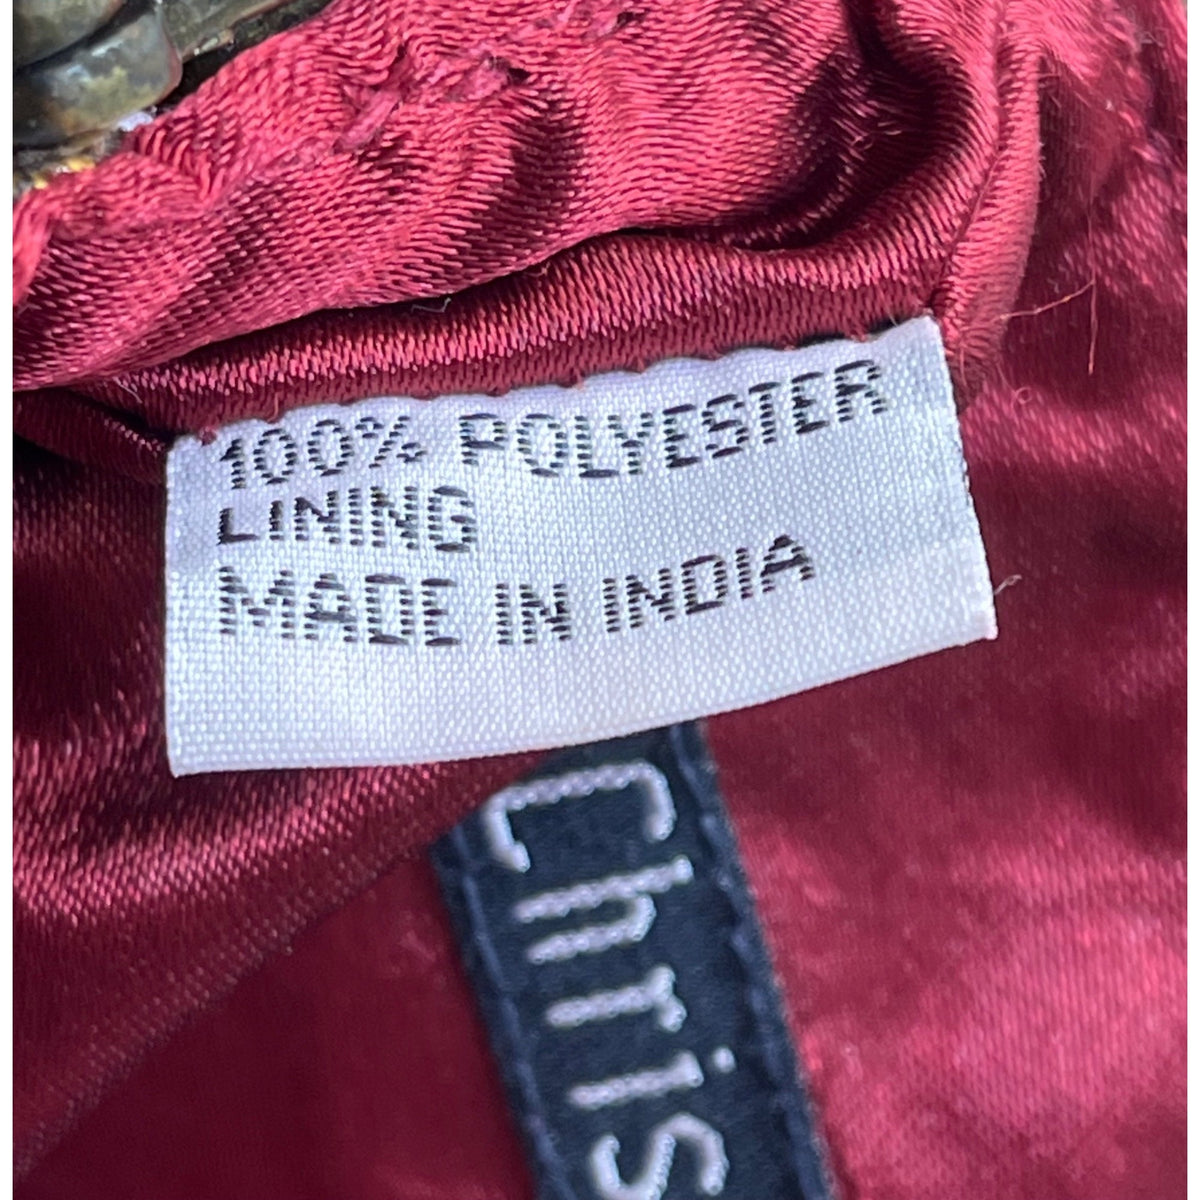 100% POLYESTER
LINING
MADE IN INDIA
Chris